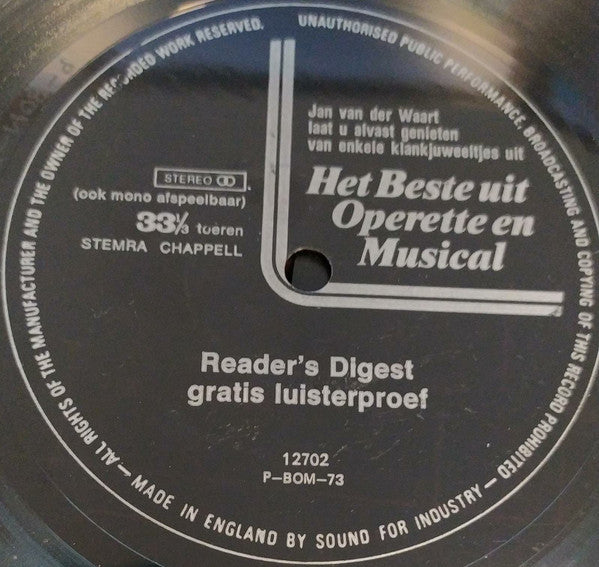 ALL RIGHTS OF THE MANUFACTURER AND THE OWNER OF THE RECORDED WORK RESERVED.
UNAUTHORISED PUBLIC PERFORMANCE, BROADCASTING AND COPYING OF THIS RECORD PROHIBITED
Jan van der Waart
laat u alvast genieten
van enkele klankjuweeltjes uit
Het Beste uit
Operette en
Musical
STEREO
(ook mono afspeelbaar)
33⅓ toeren
STEMRA CHAPPELL
Reader's Digest
gratis luisterproef
12702
P-BOM-73
— MADE IN ENGLAND BY SOUND FOR INDUSTRY —